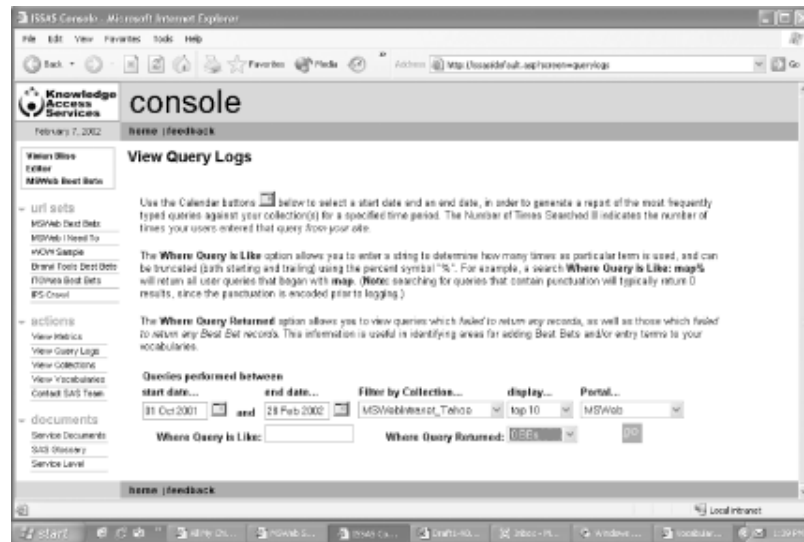 ISSAS Console - Microsoft Internet Explorer
File Edit View Favorites Tools Help
Back Favorites Media Address Go
Knowledge
Access
Services
console
February 7, 2002
home | feedback
Vivian Bliss
Editor
MSWeb Best Bets
View Query Logs
Use the Calendar buttons below to select a start date and an end date, in order to generate a report of the most frequently
typed queries against your collection(s) for a specified time period. The Number of Times Searched indicates the number of
times your users entered that query from your site.
The Where Query is Like option allows you to enter a string to determine how many times as particular term is used, and can
be truncated (both starting and trailing) using the percent symbol "%". For example, a search Where Query is Like: map%
will return all user queries that began with map. (Note: searching for queries that contain punctuation will typically return 0
results, since the punctuation is encoded prior to logging.)
The Where Query Returned option allows you to view queries which failed to return any records, as well as those which failed
to return any Best Bet records. This information is useful in identifying areas for adding Best Bets and/or entry terms to your
vocabularies.
url sets
MSWeb Best Bets
MSWeb I Need To
WOW Sample
Brand Tools Best Bets
ITGWeb Best Bets
IPS Crawl
actions
View Metrics
View Query Logs
View Collections
View Vocabularies
Contact SAS Team
documents
Service Documents
SAS Glossary
Service Level
Queries performed between
start date... end date... Filter by Collection... display... Portal...
01 Oct 2001 and 28 Feb 2002 MSWebIntranet_Tahoe top 10 MSWeb
Where Query is Like: Where Query Returned: 0 BBs go
home | feedback
Local intranet
start ISSAS Co... Inbox - M... Windows... 1:29 PM